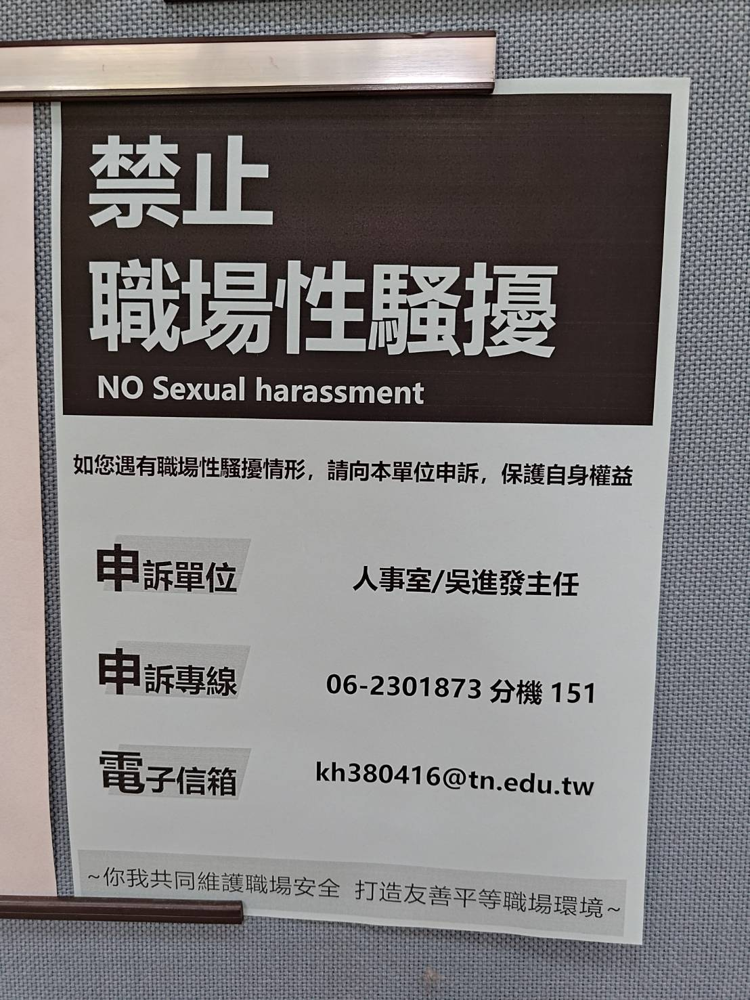 禁止
職場性騷擾
NO Sexual harassment
如您遇有職場性騷擾情形，請向本單位申訴，保護自身權益
申訴單位 人事室/吳進發主任
申訴專線 06-2301873 分機 151
電子信箱 kh380416@tn.edu.tw
~你我共同維護職場安全 打造友善平等職場環境~